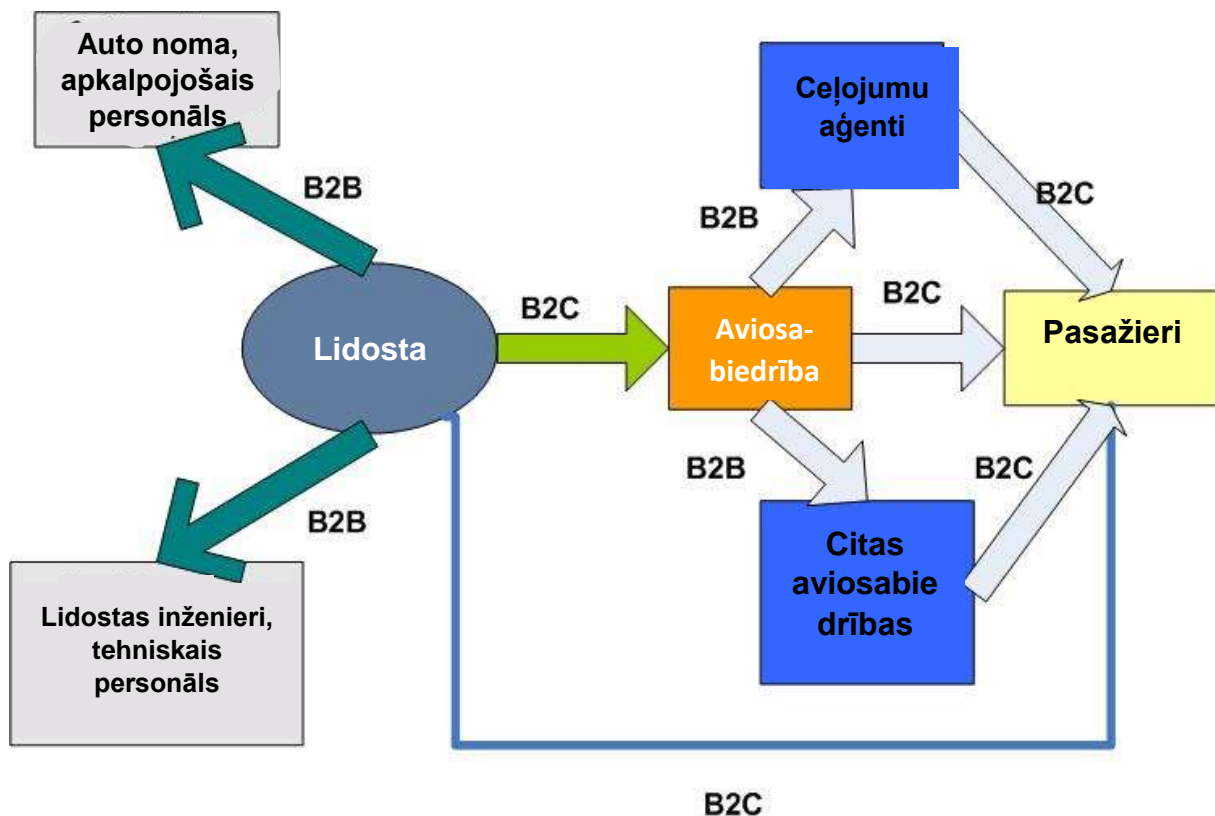 Auto noma,
apkalpojošais
personāls
B2B
Ceļojumu
aģenti
B2B
B2C
Lidosta
B2C
Aviosa-
biedrība
B2C
Pasažieri
B2B
B2C
B2B
Citas
aviosabie
drības
Lidostas inženieri,
tehniskais
personāls
B2C